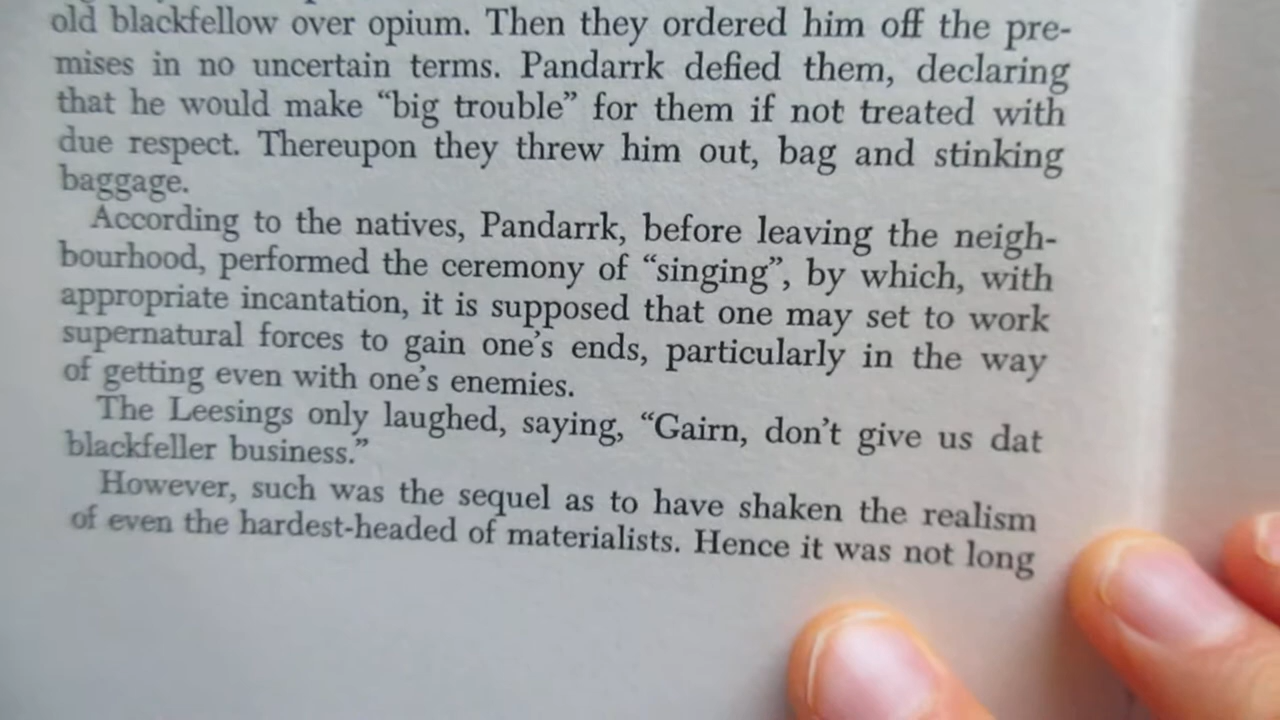 old blackfellow over opium. Then they ordered him off the pre-
mises in no uncertain terms. Pandarrk defied them, declaring
that he would make “big trouble” for them if not treated with
due respect. Thereupon they threw him out, bag and stinking
baggage.
According to the natives, Pandarrk, before leaving the neigh-
bourhood, performed the ceremony of “singing”, by which, with
appropriate incantation, it is supposed that one may set to work
supernatural forces to gain one’s ends, particularly in the way
of getting even with one’s enemies.
The Leesings only laughed, saying, “Gairn, don’t give us dat
blackfeller business.”
However, such was the sequel as to have shaken the realism
of even the hardest-headed of materialists. Hence it was not long